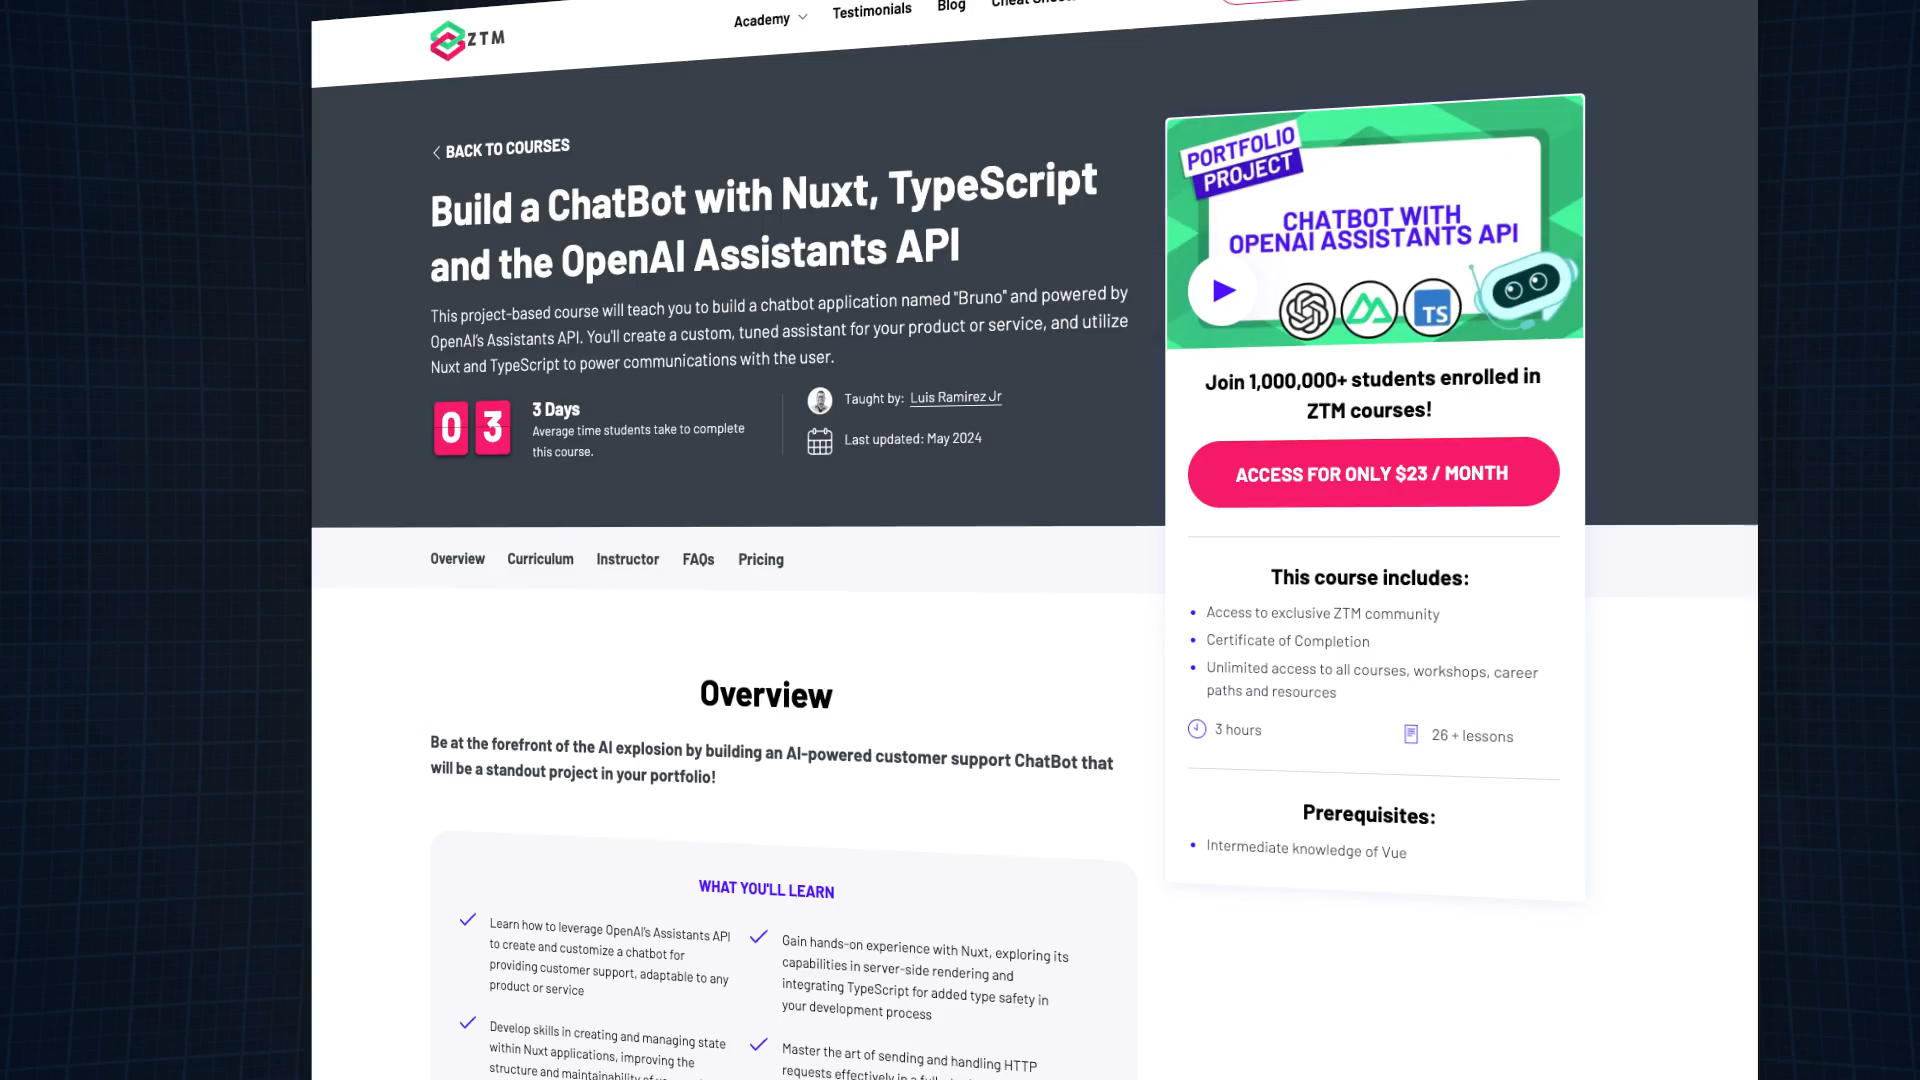 ZTM
Academy
Testimonials
Blog
BACK TO COURSES
Build a ChatBot with Nuxt, TypeScript
and the OpenAI Assistants API
This project-based course will teach you to build a chatbot application named "Bruno" and powered by
OpenAI's Assistants API. You'll create a custom, tuned assistant for your product or service, and utilize
Nuxt and TypeScript to power communications with the user.
03
3 Days
Average time students take to complete
this course.
Taught by: Luis Ramirez Jr
Last updated: May 2024
PORTFOLIO
PROJECT
CHATBOT WITH
OPENAI ASSISTANTS API
TS
Join 1,000,000+ students enrolled in
ZTM courses!
ACCESS FOR ONLY $23 / MONTH
This course includes:
Access to exclusive ZTM community
Certificate of Completion
Unlimited access to all courses, workshops, career
paths and resources
3 hours
26 + lessons
Prerequisites:
Intermediate knowledge of Vue
Overview
Curriculum
Instructor
FAQs
Pricing
Overview
Be at the forefront of the AI explosion by building an AI-powered customer support ChatBot that
will be a standout project in your portfolio!
WHAT YOU'LL LEARN
Learn how to leverage OpenAI's Assistants API
to create and customize a chatbot for
providing customer support, adaptable to any
product or service
Gain hands-on experience with Nuxt, exploring its
capabilities in server-side rendering and
integrating TypeScript for added type safety in
your development process
Develop skills in creating and managing state
within Nuxt applications, improving the
structure and maintainability of
Master the art of sending and handling HTTP
requests effectively in a